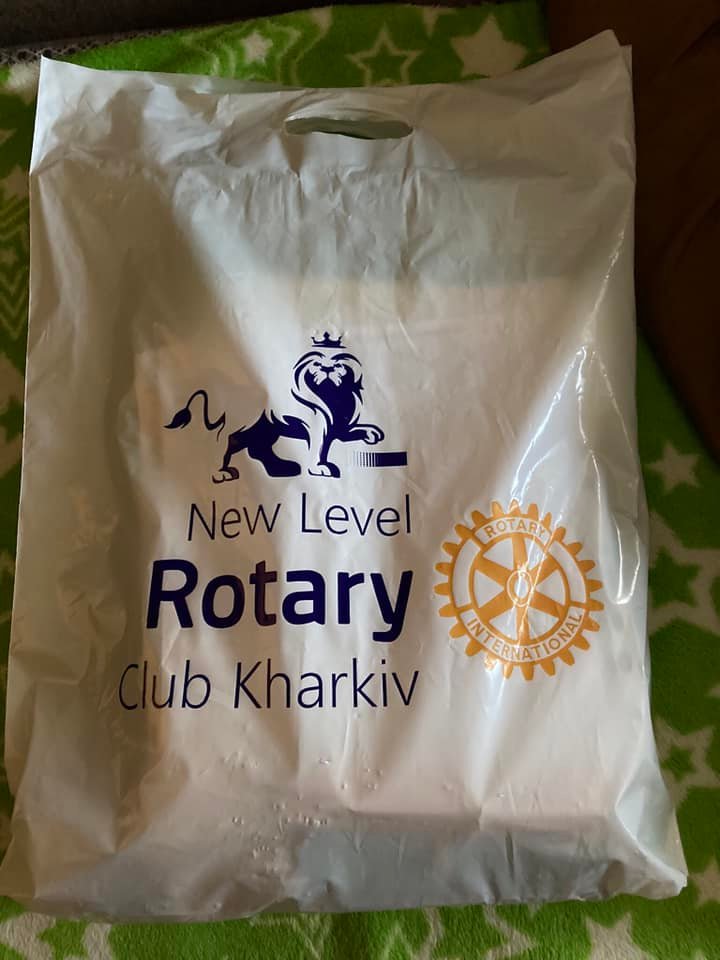 New Level
Rotary
Club Kharkiv
ROTARY
INTERNATIONAL